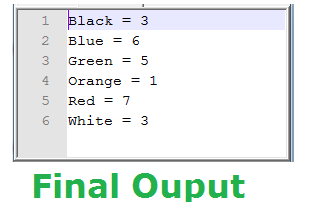 1 Black = 3
2 Blue = 6
3 Green = 5
4 Orange = 1
5 Red = 7
6 White = 3
Final Ouput